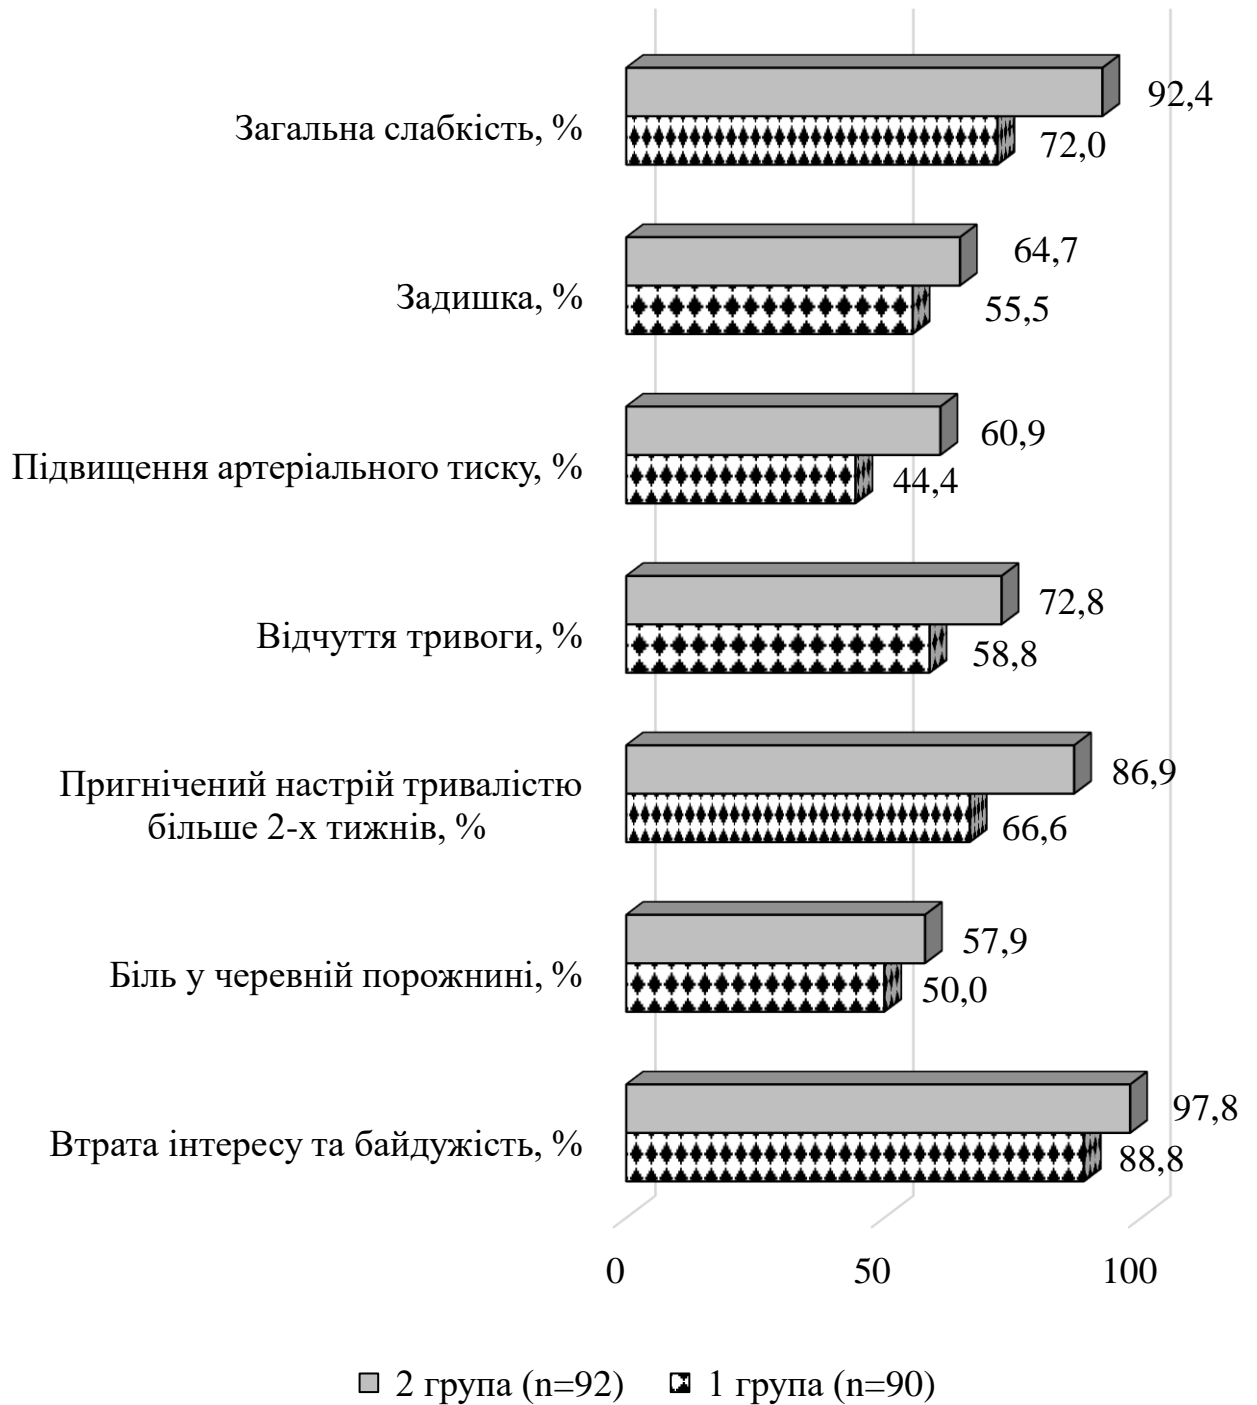 Загальна слабкість, %
92,4
72,0
Задишка, %
64,7
55,5
Підвищення артеріального тиску, %
60,9
44,4
Відчуття тривоги, %
72,8
58,8
Пригнічений настрій тривалістю
більше 2-х тижнів, %
86,9
66,6
Біль у черевній порожнині, %
57,9
50,0
Втрата інтересу та байдужість, %
97,8
88,8
0 50 100
2 група (n=92) 1 група (n=90)